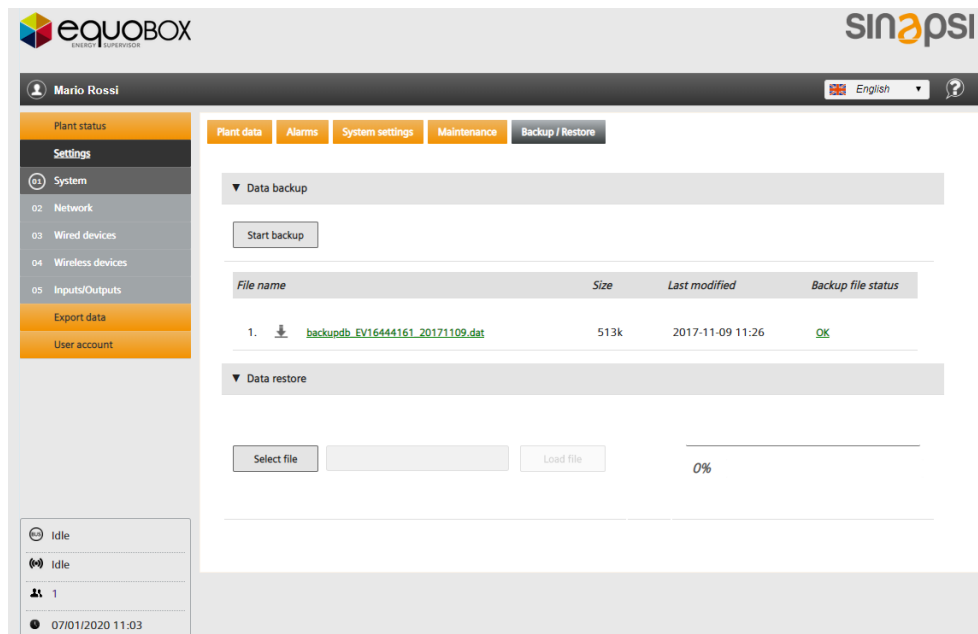 equoBOX
ENERGY SUPERVISOR
sinapsi
Mario Rossi
English
?
Plant status
Settings
01 System
02 Network
03 Wired devices
04 Wireless devices
05 Inputs/Outputs
Export data
User account
Plant data Alarms System settings Maintenance Backup / Restore
▼ Data backup
Start backup
File name Size Last modified Backup file status
1. backupdb_EV16444161_20171109.dat 513k 2017-11-09 11:26 OK
▼ Data restore
Select file Load file
0%
BUS Idle
Idle
1
07/01/2020 11:03